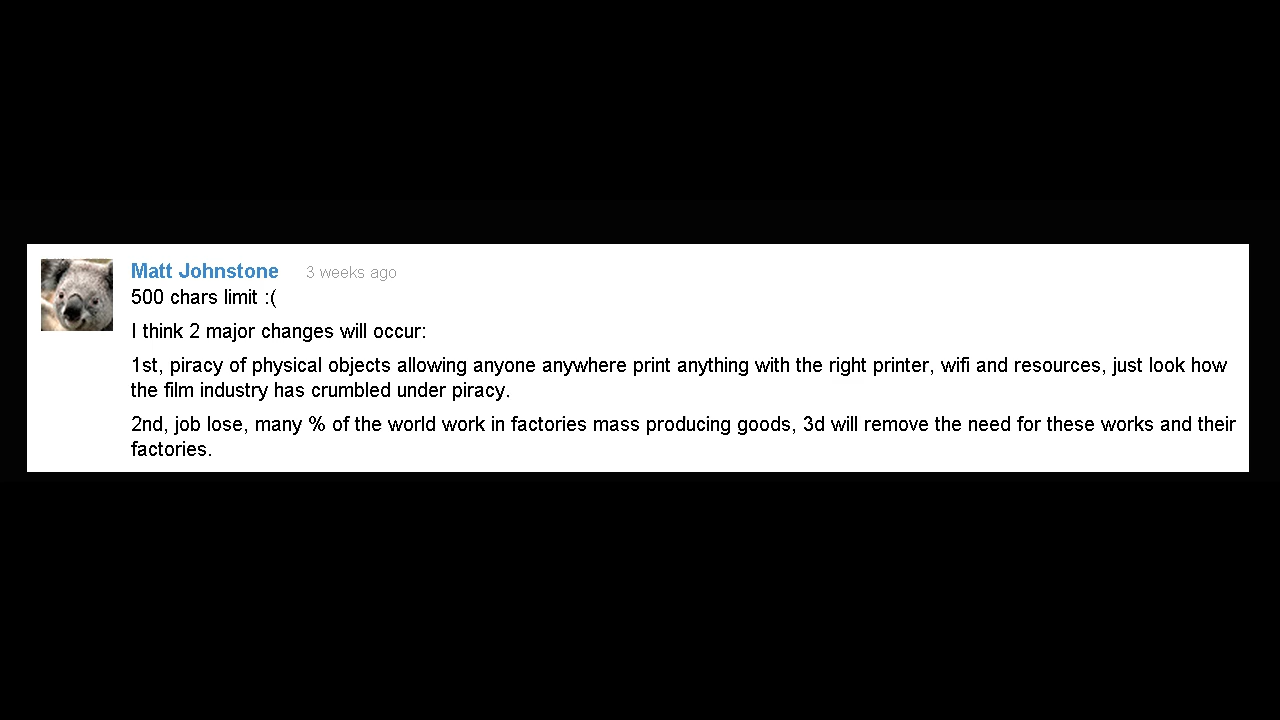 Matt Johnstone 3 weeks ago
500 chars limit :(
I think 2 major changes will occur:
1st, piracy of physical objects allowing anyone anywhere print anything with the right printer, wifi and resources, just look how
the film industry has crumbled under piracy.
2nd, job lose, many % of the world work in factories mass producing goods, 3d will remove the need for these works and their
factories.